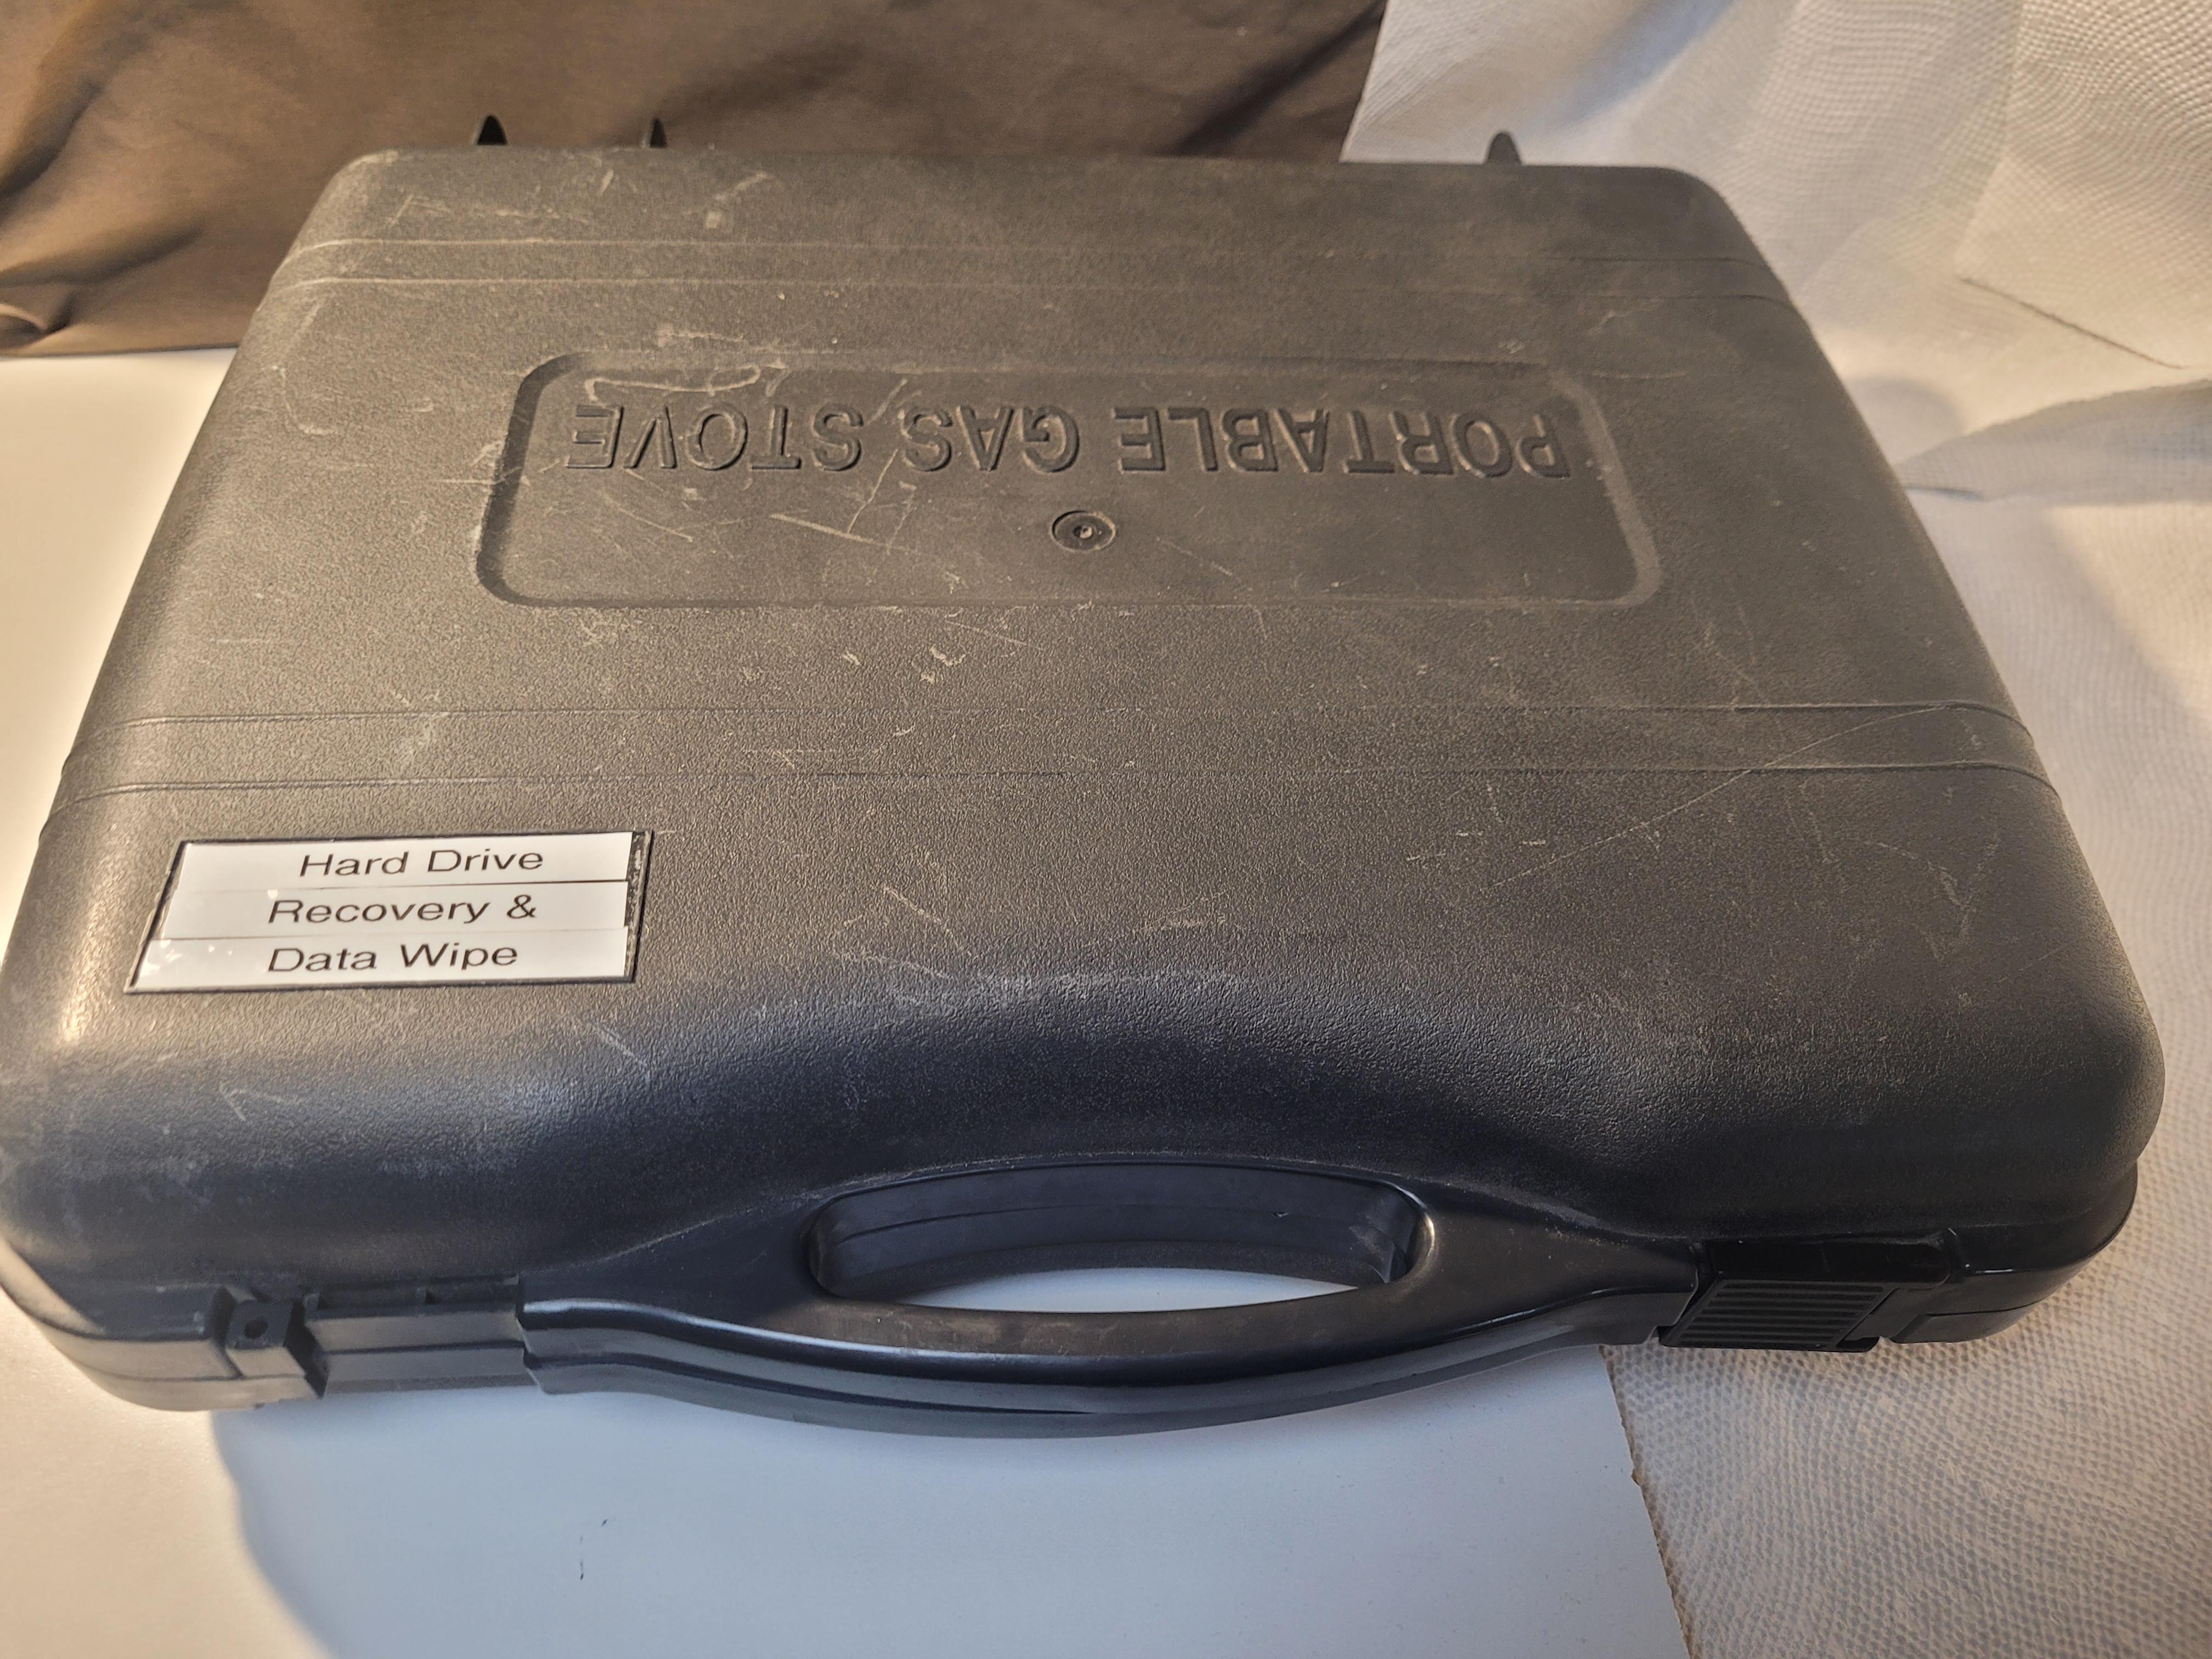 PORTABLE GAS STOVE
Hard Drive
Recovery &
Data Wipe